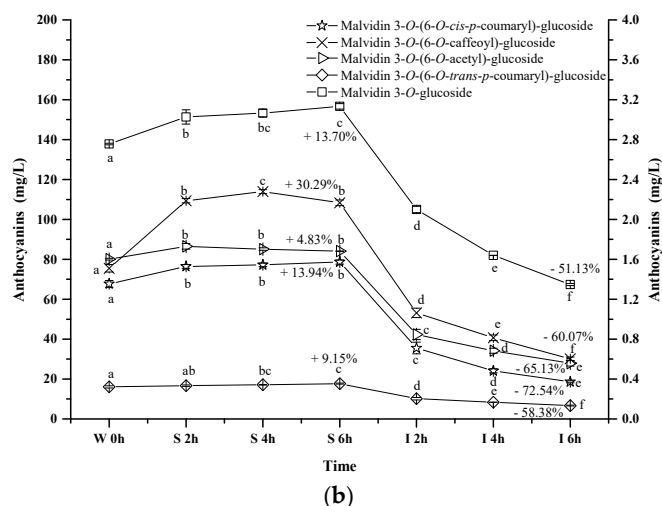 Malvidin 3-O-(6-O-cis-p-coumaryl)-glucoside
Malvidin 3-O-(6-O-caffeoyl)-glucoside
Malvidin 3-O-(6-O-acetyl)-glucoside
Malvidin 3-O-(6-O-trans-p-coumaryl)-glucoside
Malvidin 3-O-glucoside
200 4.0
180 3.6
160 3.2
140 2.8
120 2.4
100 2.0
80 1.6
60 1.2
40 0.8
20 0.4
0 0.0
Anthocyanins (mg/L)
Anthocyanins (mg/L)
a b bc c d e f
+ 13.70%
- 51.13%
a b c b d e f
+ 30.29%
- 60.07%
a b b b c d e
+ 4.83%
- 65.13%
a b b b c d e
+ 13.94%
- 72.54%
a ab bc c d e f
+ 9.15%
- 58.38%
W 0h S 2h S 4h S 6h I 2h I 4h I 6h
Time
(b)